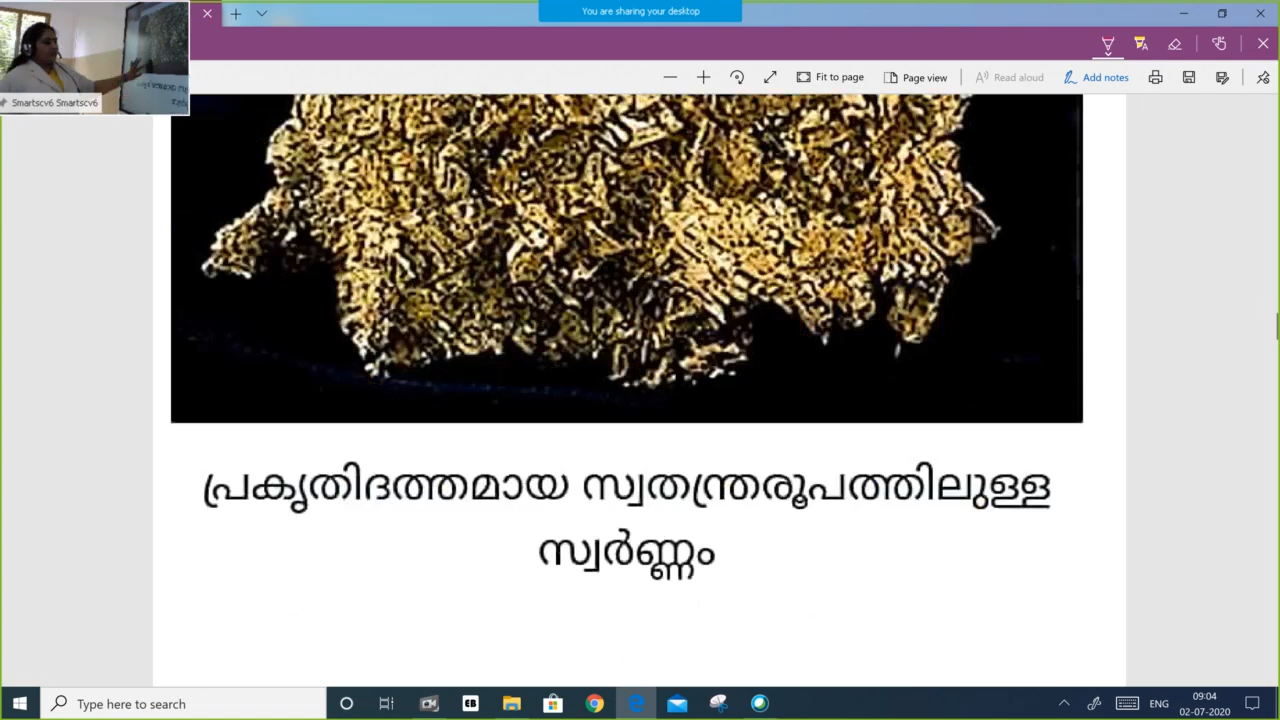 You are sharing your desktop
Smartscv6 Smartscv6
Fit to page
Page view
Read aloud
Add notes
പ്രകൃതിദത്തമായ സ്വതന്ത്രരൂപത്തിലുള്ള
സ്വർണ്ണം
Type here to search
EB
ENG
09:04
02-07-2020